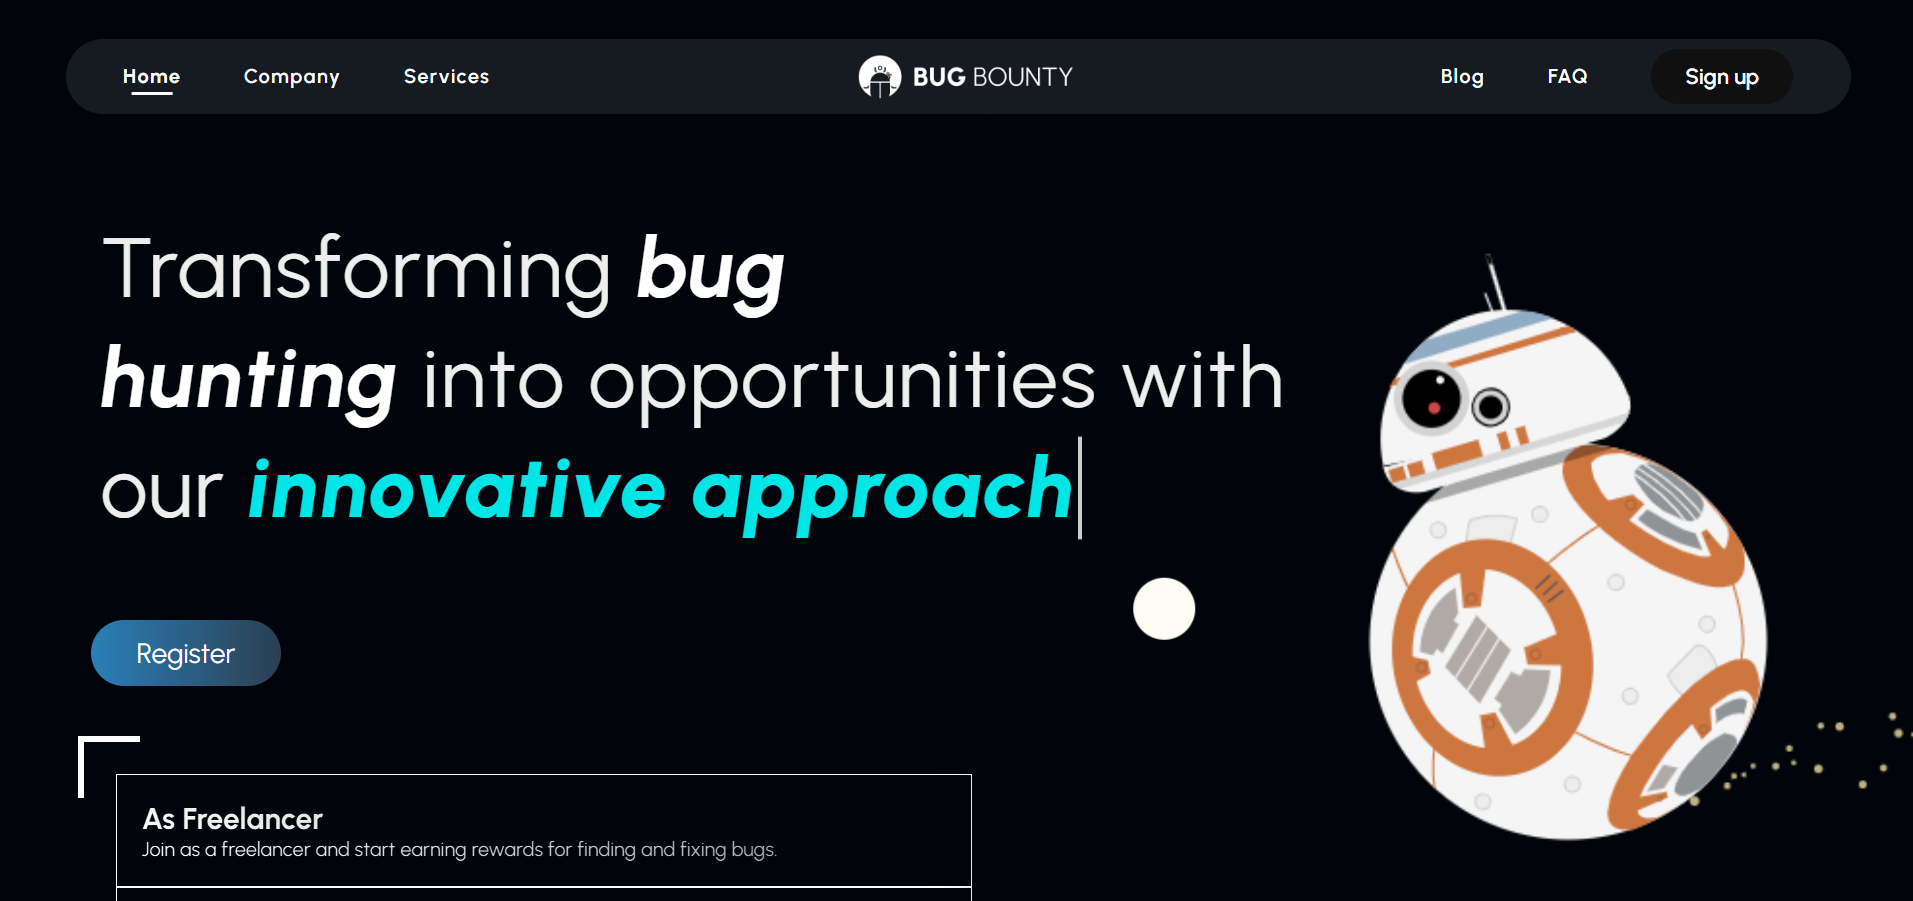 Home Company Services BUG BOUNTY Blog FAQ Sign up
Transforming bug
hunting into opportunities with
our innovative approach
Register
As Freelancer
Join as a freelancer and start earning rewards for finding and fixing bugs.